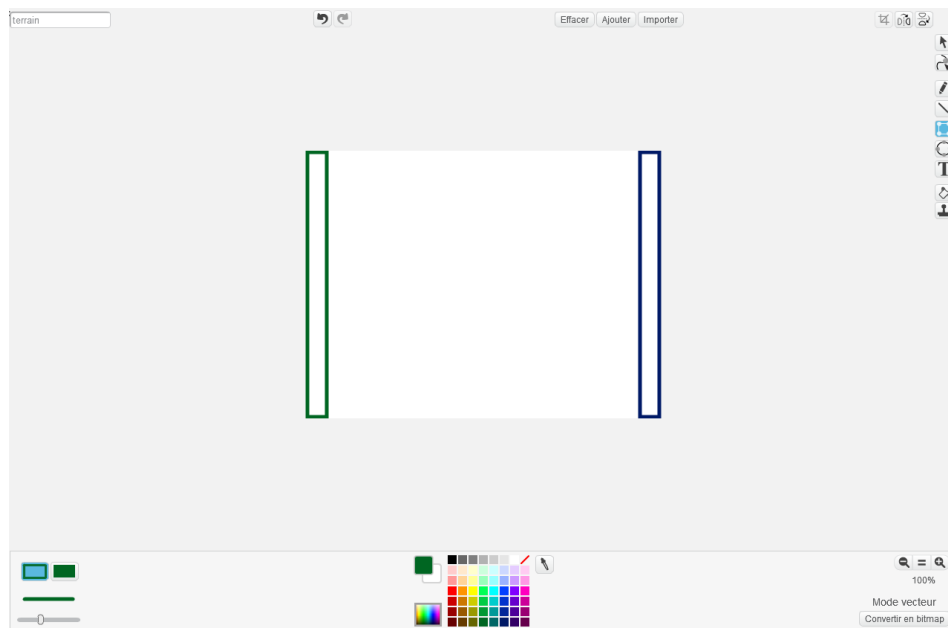 terrain
Effacer Ajouter Importer
T
100%
Mode vecteur
Convertir en bitmap